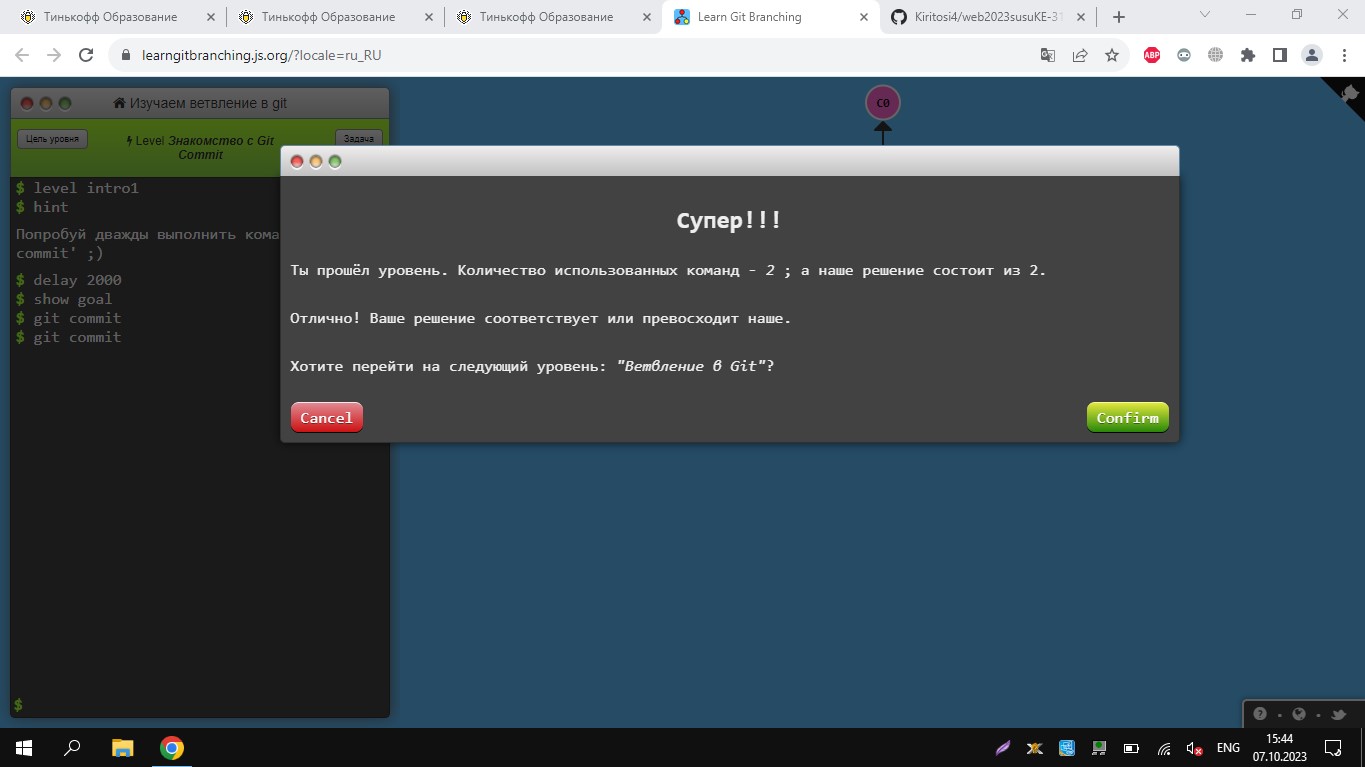 Тинькофф Образование
Тинькофф Образование
Тинькофф Образование
Learn Git Branching
Kiritosi4/web2023susuKE-31
learngitbranching.js.org/?locale=ru_RU
ABP
Изучаем ветвление в git
C0
Цель уровня
Level Знакомство с Git
Commit
Задача
$ level intro1
$ hint
Попробуй дважды выполнить кома
commit' ;)
$ delay 2000
$ show goal
$ git commit
$ git commit
$
Супер!!!
Ты прошёл уровень. Количество использованных команд - 2 ; а наше решение состоит из 2.
Отлично! Ваше решение соответствует или превосходит наше.
Хотите перейти на следующий уровень: "Ветвление в Git"?
Cancel
Confirm
ENG
15:44
07.10.2023